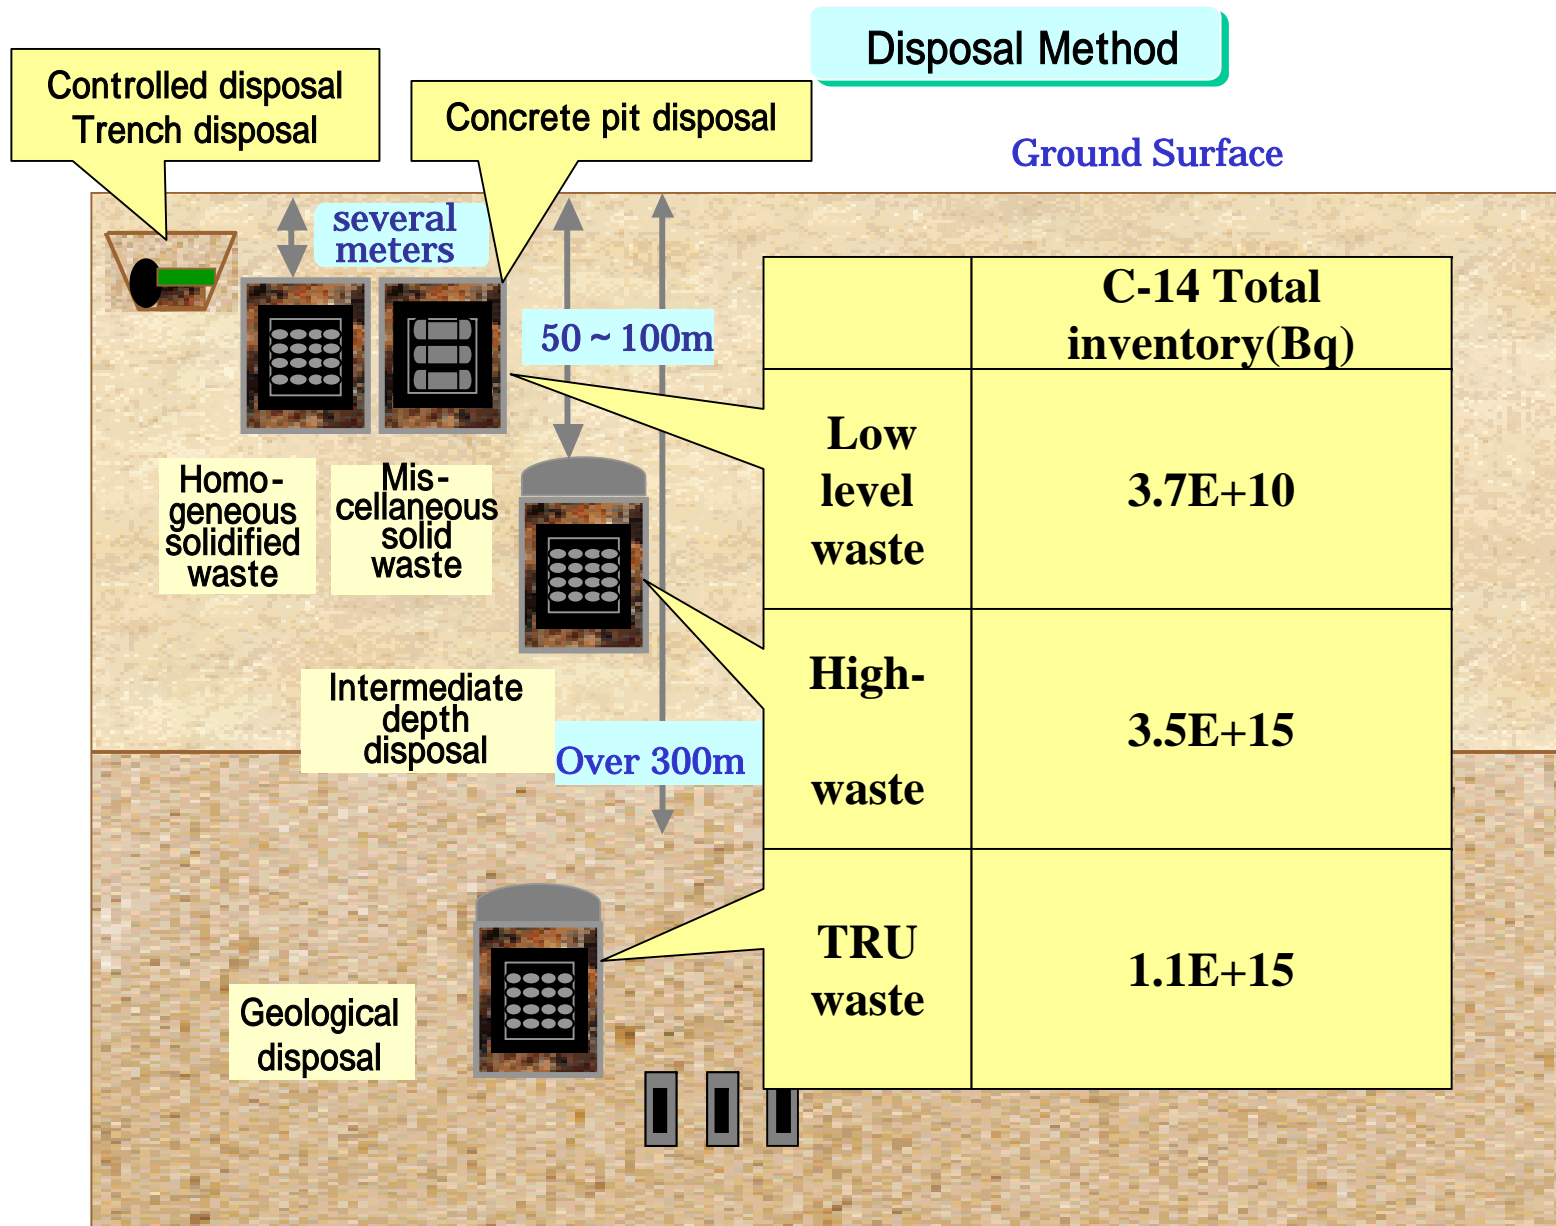 Disposal Method
Controlled disposal
Trench disposal
Concrete pit disposal
Ground Surface
several
meters
50 ~ 100m
C-14 Total
inventory(Bq)
Low
level
waste
3.7E+10
Homo-
geneous
solidified
waste
Mis-
cellaneous
solid
waste
High-
waste
3.5E+15
Intermediate
depth
disposal
Over 300m
TRU
waste
1.1E+15
Geological
disposal